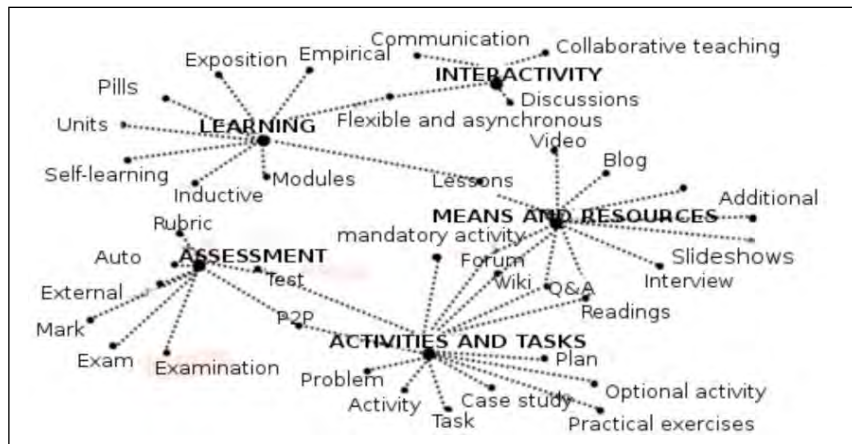 Communication
Collaborative teaching
Exposition
Empirical
INTERACTIVITY
Pills
Discussions
Units
LEARNING
Flexible and asynchronous
Video
Self-learning
Modules
Lessons
Blog
Inductive
Additional
Rubric
MEANS AND RESOURCES
mandatory activity
Auto
ASSESSMENT
Forum
Slideshows
Test
Wiki
Q&A
Interview
External
Readings
Mark
P2P
ACTIVITIES AND TASKS
Exam
Examination
Plan
Problem
Activity
Case study
Optional activity
Task
Practical exercises